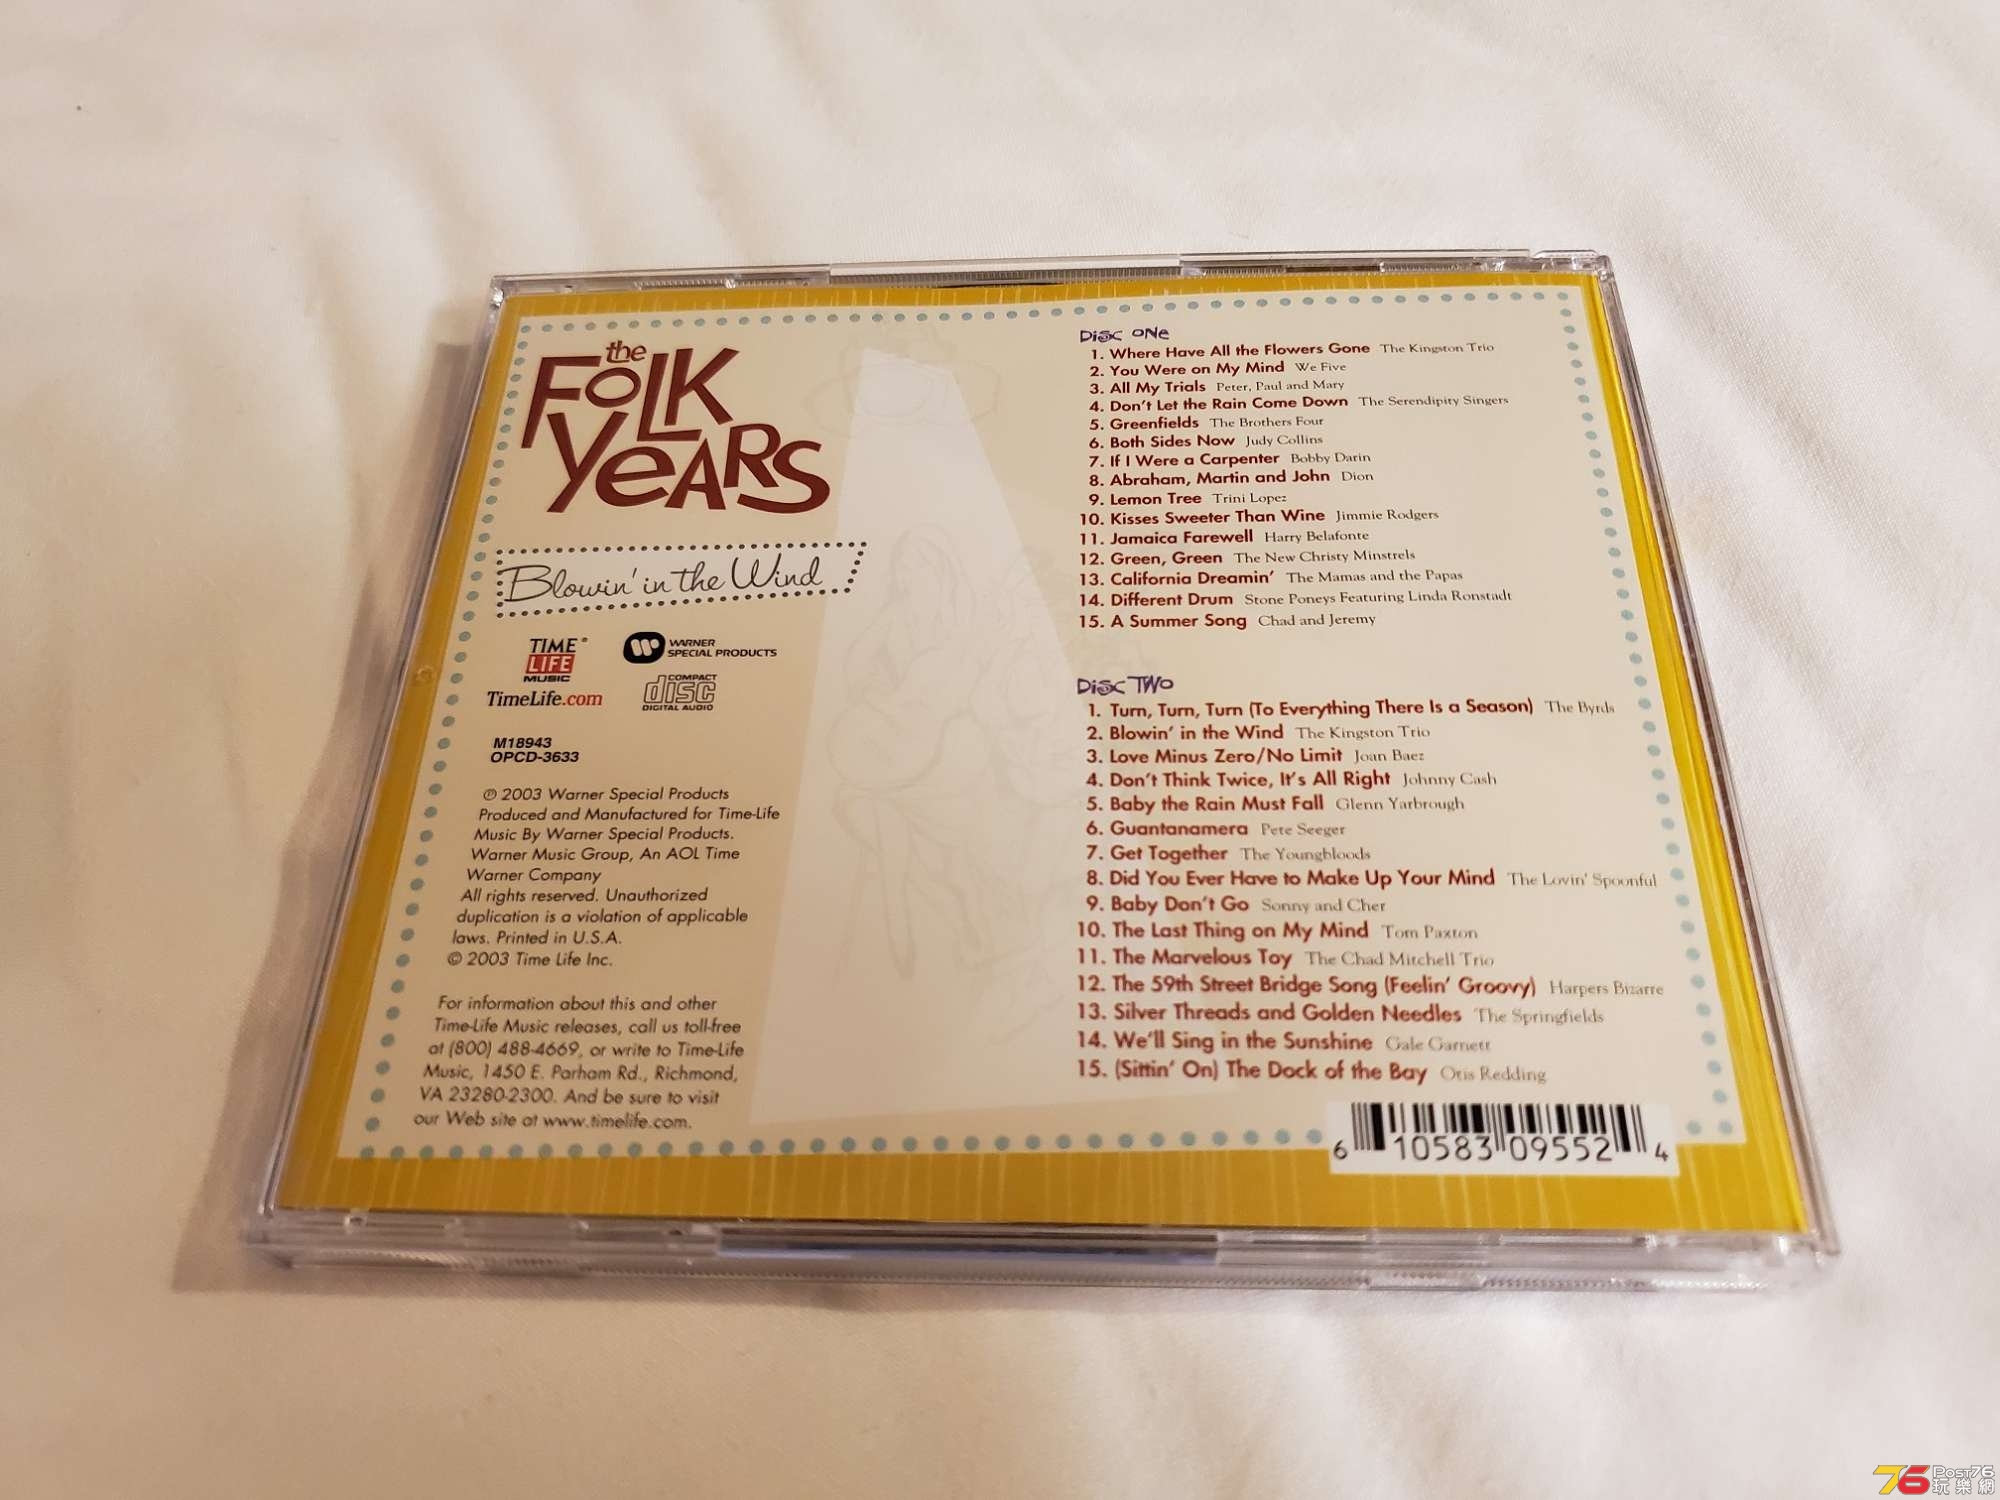 the
FOLK
YEARS
Blowin' in the Wind
TIME
LIFE
MUSIC
TimeLife.com
WARNER
SPECIAL PRODUCTS
COMPACT
disc
DIGITAL AUDIO
M18943
OPCD-3633
℗ 2003 Warner Special Products
Produced and Manufactured for Time-Life
Music By Warner Special Products.
Warner Music Group, An AOL Time
Warner Company
All rights reserved. Unauthorized
duplication is a violation of applicable
laws. Printed in U.S.A.
© 2003 Time Life Inc.
For information about this and other
Time-Life Music releases, call us toll-free
at (800) 488-4669, or write to Time-Life
Music, 1450 E. Parham Rd., Richmond,
VA 23280-2300. And be sure to visit
our Web site at www.timelife.com.
Disc One
1. Where Have All the Flowers Gone The Kingston Trio
2. You Were on My Mind We Five
3. All My Trials Peter, Paul and Mary
4. Don't Let the Rain Come Down The Serendipity Singers
5. Greenfields The Brothers Four
6. Both Sides Now Judy Collins
7. If I Were a Carpenter Bobby Darin
8. Abraham, Martin and John Dion
9. Lemon Tree Trini Lopez
10. Kisses Sweeter Than Wine Jimmie Rodgers
11. Jamaica Farewell Harry Belafonte
12. Green, Green The New Christy Minstrels
13. California Dreamin' The Mamas and the Papas
14. Different Drum Stone Poneys Featuring Linda Ronstadt
15. A Summer Song Chad and Jeremy
Disc Two
1. Turn, Turn, Turn (To Everything There Is a Season) The Byrds
2. Blowin' in the Wind The Kingston Trio
3. Love Minus Zero/No Limit Joan Baez
4. Don't Think Twice, It's All Right Johnny Cash
5. Baby the Rain Must Fall Glenn Yarbrough
6. Guantanamera Pete Seeger
7. Get Together The Youngbloods
8. Did You Ever Have to Make Up Your Mind The Lovin' Spoonful
9. Baby Don't Go Sonny and Cher
10. The Last Thing on My Mind Tom Paxton
11. The Marvelous Toy The Chad Mitchell Trio
12. The 59th Street Bridge Song (Feelin' Groovy) Harpers Bizarre
13. Silver Threads and Golden Needles The Springfields
14. We'll Sing in the Sunshine Gale Garnett
15. (Sittin' On) The Dock of the Bay Otis Redding
6 10583 09552 4
76 Post76
玩樂網